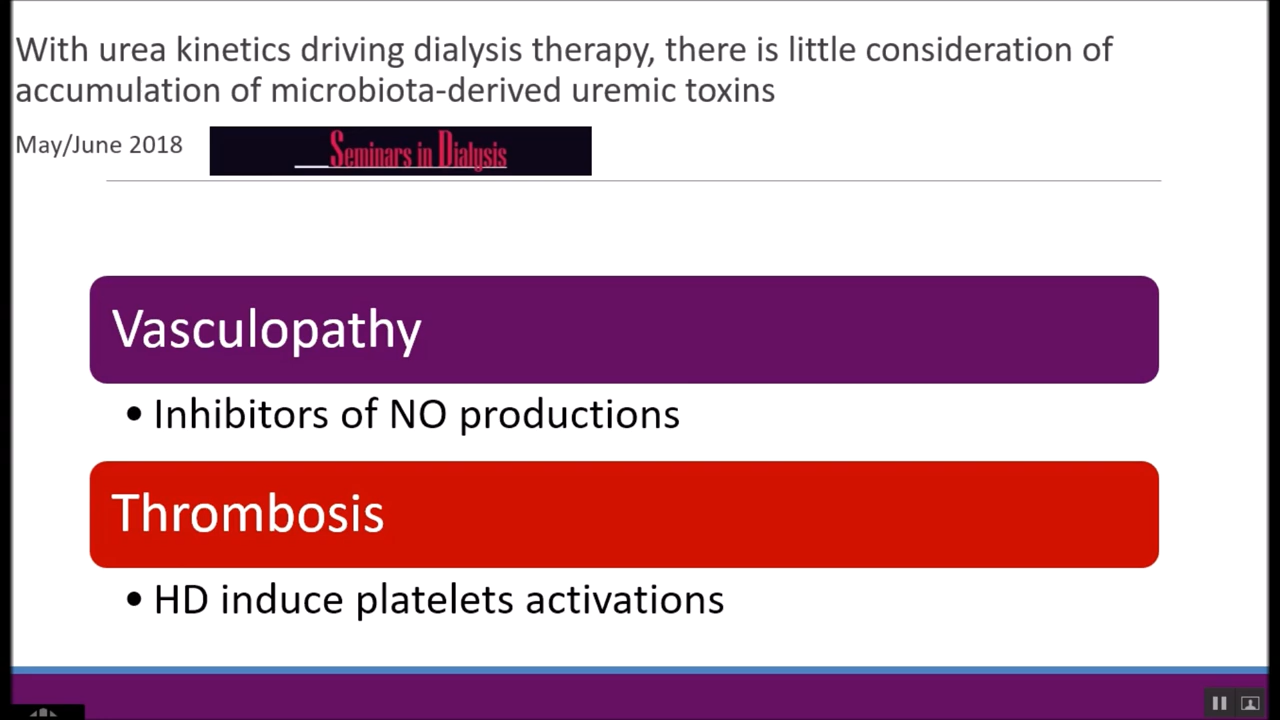 With urea kinetics driving dialysis therapy, there is little consideration of
accumulation of microbiota-derived uremic toxins
May/June 2018
Seminars in Dialysis
Vasculopathy
• Inhibitors of NO productions
Thrombosis
• HD induce platelets activations